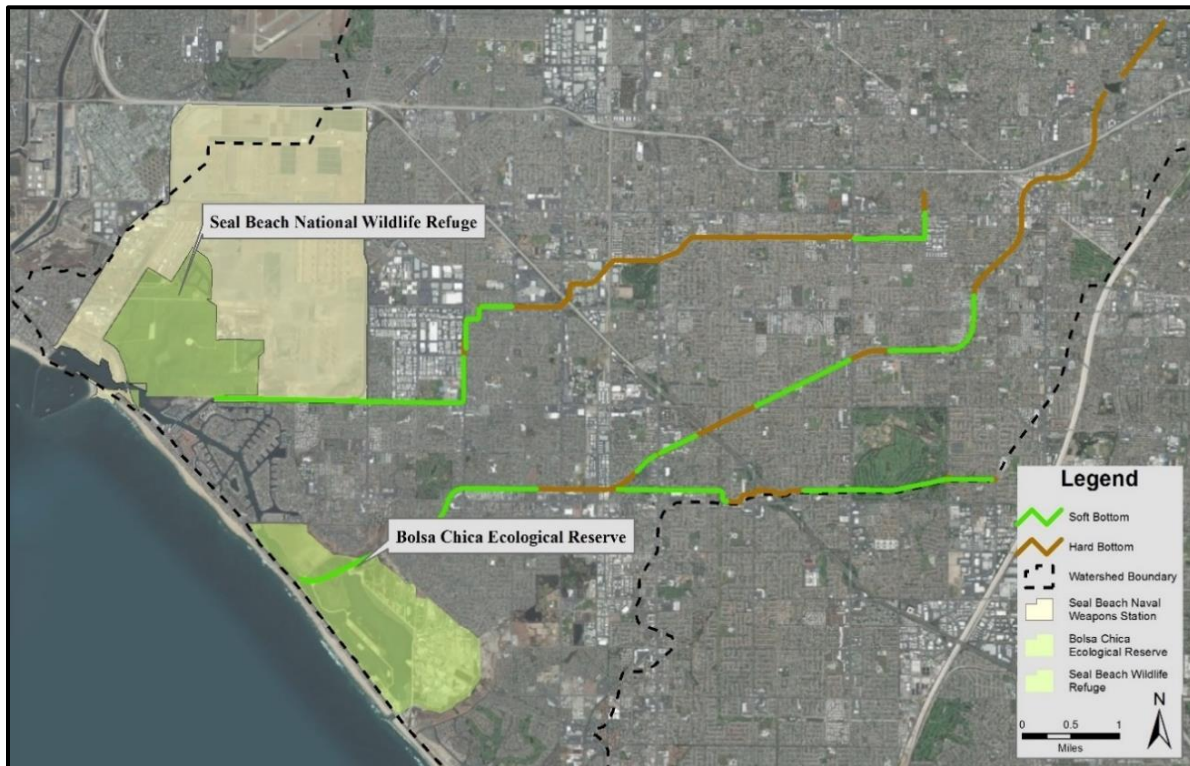 Seal Beach National Wildlife Refuge
Bolsa Chica Ecological Reserve
Legend
Soft Bottom
Hard Bottom
Watershed Boundary
Seal Beach Naval
Weapons Station
Bolsa Chica
Ecological Reserve
Seal Beach Wildlife
Refuge
N
0 0.5 1
Miles